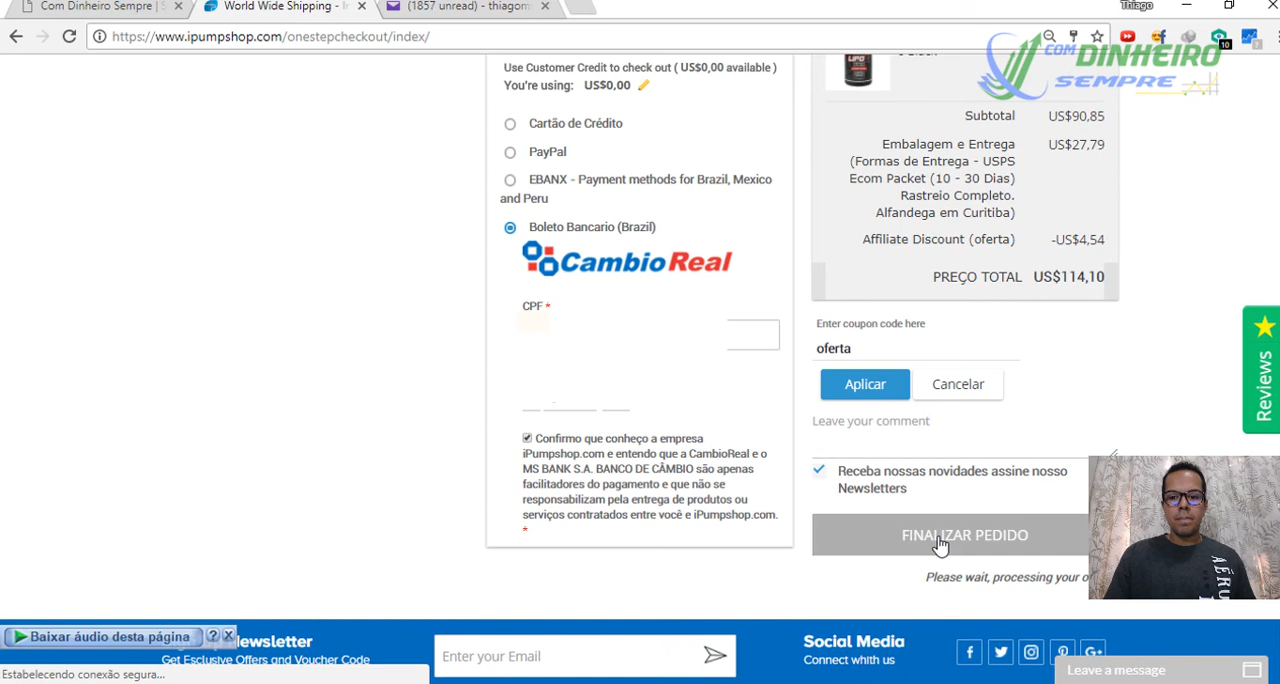 Com Dinheiro Sempre | S
World Wide Shipping - I
(1857 unread) - thiagom
Thiago
https://www.ipumpshop.com/onestepcheckout/index/
10
COM DINHEIRO
SEMPRE
Use Customer Credit to check out ( US$0,00 available )
You're using: US$0,00
Cartão de Crédito
PayPal
EBANX - Payment methods for Brazil, Mexico
and Peru
Boleto Bancario (Brazil)
CambioReal
CPF *
Confirmo que conheço a empresa
iPumpshop.com e entendo que a CambioReal e o
MS BANK S.A. BANCO DE CÂMBIO são apenas
facilitadores do pagamento e que não se
responsabilizam pela entrega de produtos ou
serviços contratados entre você e iPumpshop.com.
*
Subtotal US$90,85
Embalagem e Entrega US$27,79
(Formas de Entrega - USPS
Ecom Packet (10 - 30 Dias)
Rastreio Completo.
Alfandega em Curitiba)
Affiliate Discount (oferta) -US$4,54
PREÇO TOTAL US$114,10
Enter coupon code here
oferta
Aplicar Cancelar
Leave your comment
Receba nossas novidades assine nosso
Newsletters
FINALIZAR PEDIDO
Please wait, processing your o
Reviews
Baixar áudio desta página ?
ewsletter
Get Exclusive Offers and Voucher Code
Enter your Email
Social Media
Connect whith us
G+
Leave a message
Estabelecendo conexão segura...